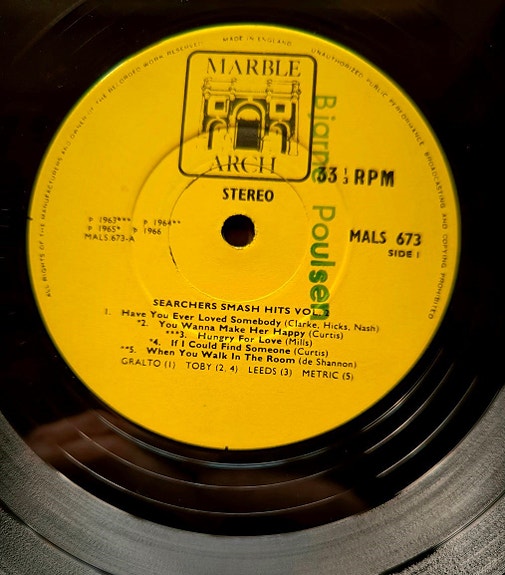 MADE IN ENGLAND
ALL RIGHTS OF THE MANUFACTURER AND OWNER OF THE RECORDED WORK RESERVED
UNAUTHORIZED PUBLIC PERFORMANCE BROADCASTING AND COPYING PROHIBITED
MARBLE
ARCH
Bjarne Poulsen
33⅓ RPM
STEREO
P 1963*** P 1964**
P 1965* P 1966
MALS.673-A
MALS 673
SIDE 1
SEARCHERS SMASH HITS VOL
1. Have You Ever Loved Somebody (Clarke, Hicks, Nash)
*2. You Wanna Make Her Happy (Curtis)
***3. Hungry For Love (Mills)
*4. If I Could Find Someone (Curtis)
**5. When You Walk In The Room (de Shannon)
GRALTO (1) TOBY (2, 4) LEEDS (3) METRIC (5)